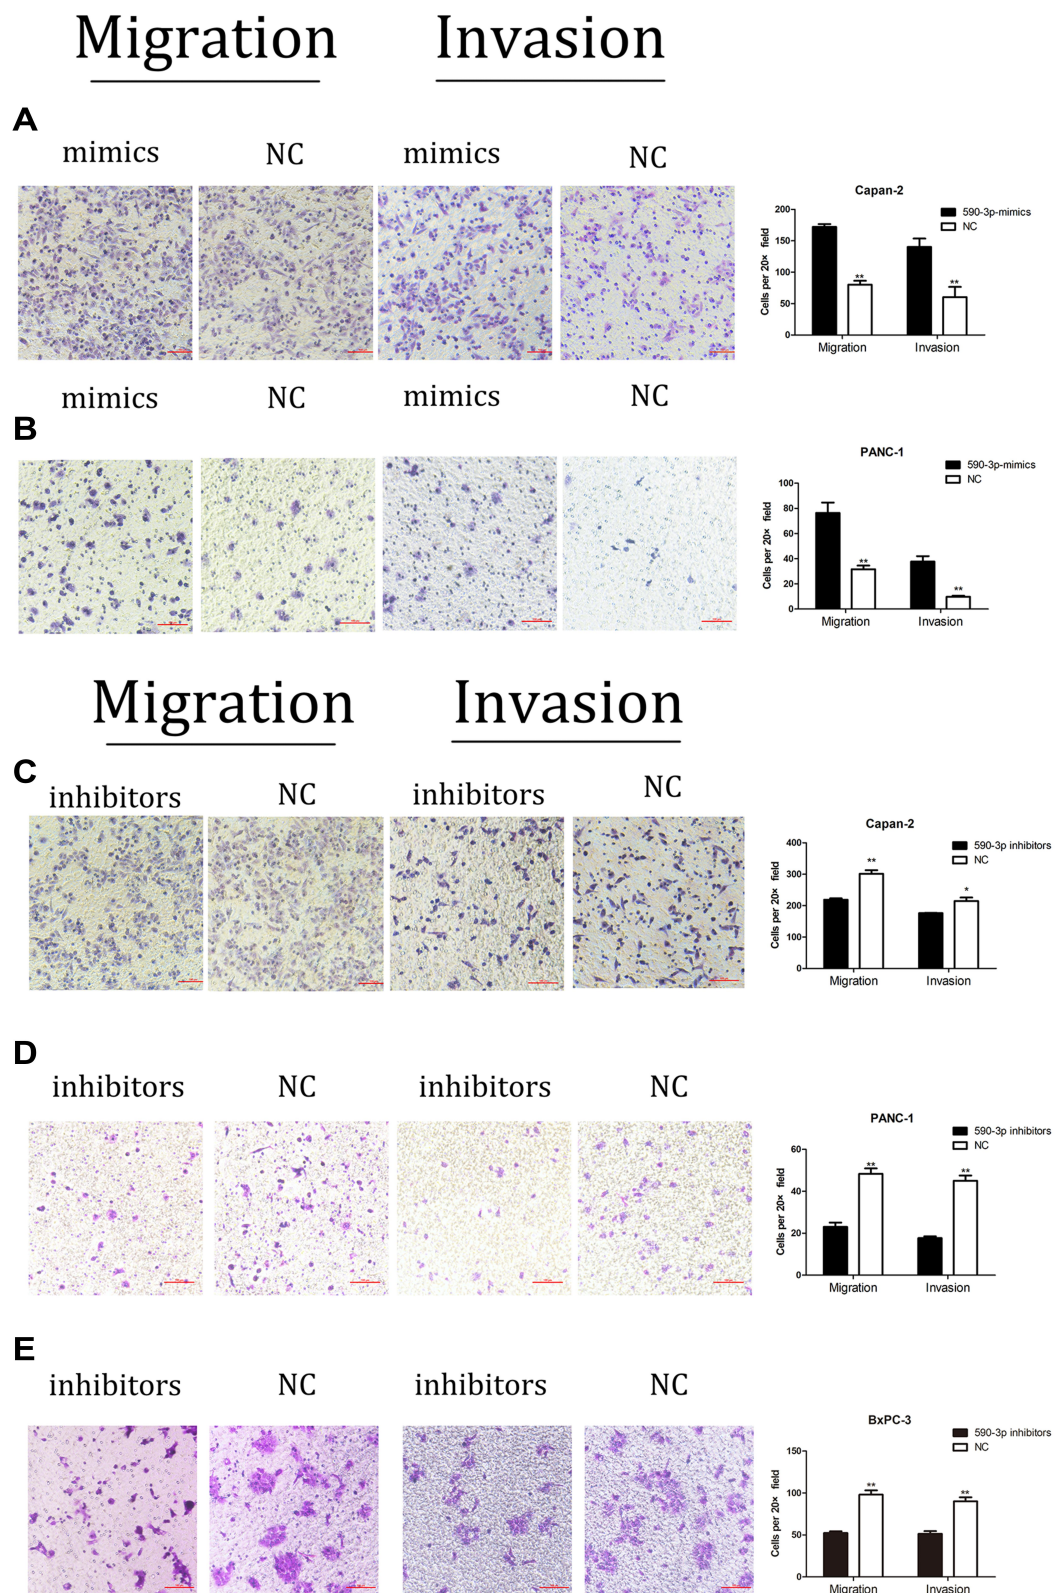 Migration Invasion
A
mimics NC mimics NC
Capan-2
590-3p-mimics
NC
Cells per 20× field
200
150
100
50
0
** **
Migration Invasion
mimics NC mimics NC
B
PANC-1
590-3p-mimics
NC
Cells per 20× field
100
80
60
40
20
0
** **
Migration Invasion
Migration Invasion
C
inhibitors NC inhibitors NC
Capan-2
590-3p inhibitors
NC
Cells per 20× field
400
300
200
100
0
** *
Migration Invasion
D
inhibitors NC inhibitors NC
PANC-1
590-3p inhibitors
NC
Cells per 20× field
60
40
20
0
** **
Migration Invasion
E
inhibitors NC inhibitors NC
BxPC-3
590-3p inhibitors
NC
Cells per 20× field
150
100
50
0
** **
Migration Invasion